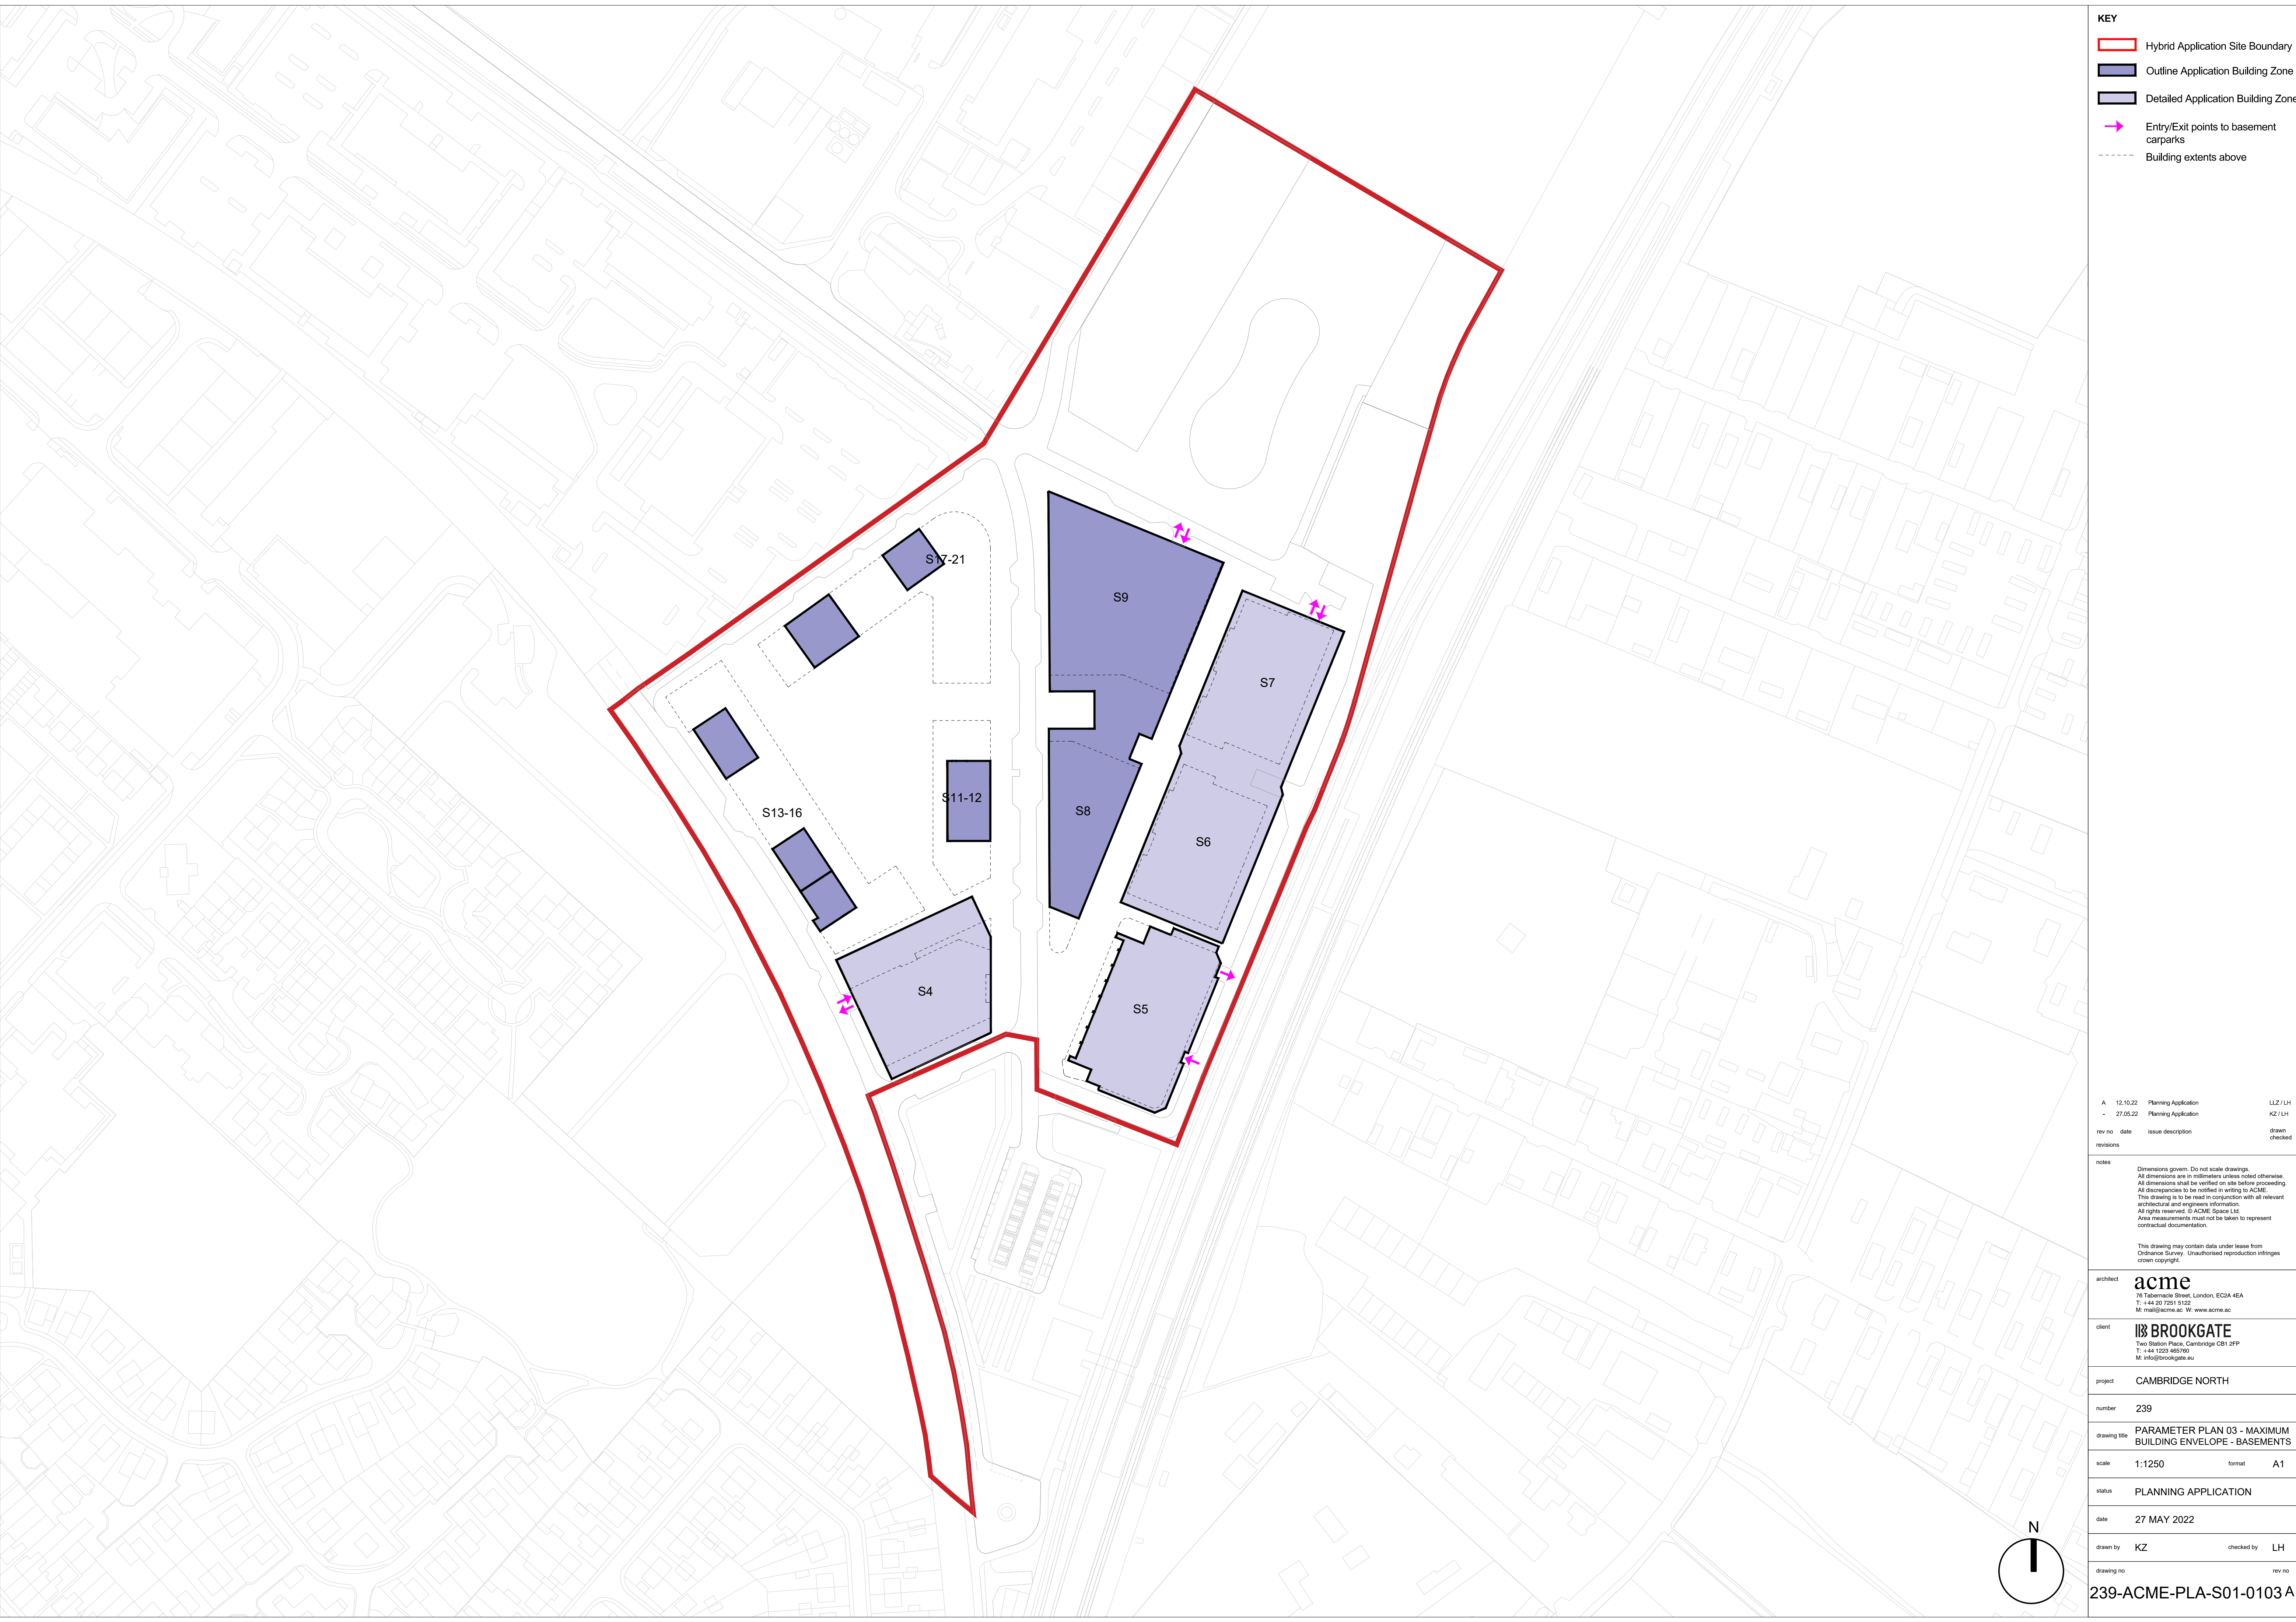 KEY
Hybrid Application Site Boundary
Outline Application Building Zone
Detailed Application Building Zone
Entry/Exit points to basement
carparks
Building extents above
S17-21
S9
S7
S13-16
S11-12
S8
S6
S4
S5
N
A 12.10.22 Planning Application LLZ / LH
- 27.05.22 Planning Application KZ / LH
rev no date issue description drawn
checked
revisions
notes
Dimensions govern. Do not scale drawings.
All dimensions are in millimeters unless noted otherwise.
All dimensions shall be verified on site before proceeding.
All discrepancies to be notified in writing to ACME.
This drawing is to be read in conjunction with all relevant
architectural and engineers information.
All rights reserved. © ACME Space Ltd.
Area measurements must not be taken to represent
contractual documentation.
This drawing may contain data under lease from
Ordnance Survey. Unauthorised reproduction infringes
crown copyright.
architect acme
76 Tabernacle Street, London, EC2A 4EA
T: +44 20 7251 5122
M: mail@acme.ac W: www.acme.ac
client BROOKGATE
Two Station Place, Cambridge CB1 2FP
T: +44 1223 465760
M: info@brookgate.eu
project CAMBRIDGE NORTH
number 239
drawing title PARAMETER PLAN 03 - MAXIMUM
BUILDING ENVELOPE - BASEMENTS
scale 1:1250 format A1
status PLANNING APPLICATION
date 27 MAY 2022
drawn by KZ checked by LH
drawing no rev no
239-ACME-PLA-S01-0103 A